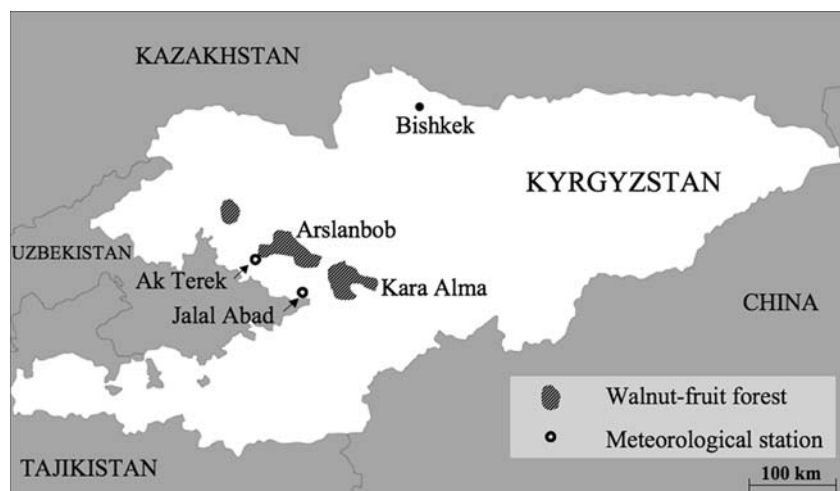 KAZAKHSTAN
Bishkek
KYRGYZSTAN
Arslanbob
UZBEKISTAN
Ak Terek
Kara Alma
Jalal Abad
CHINA
Walnut-fruit forest
Meteorological station
TAJIKISTAN
100 km